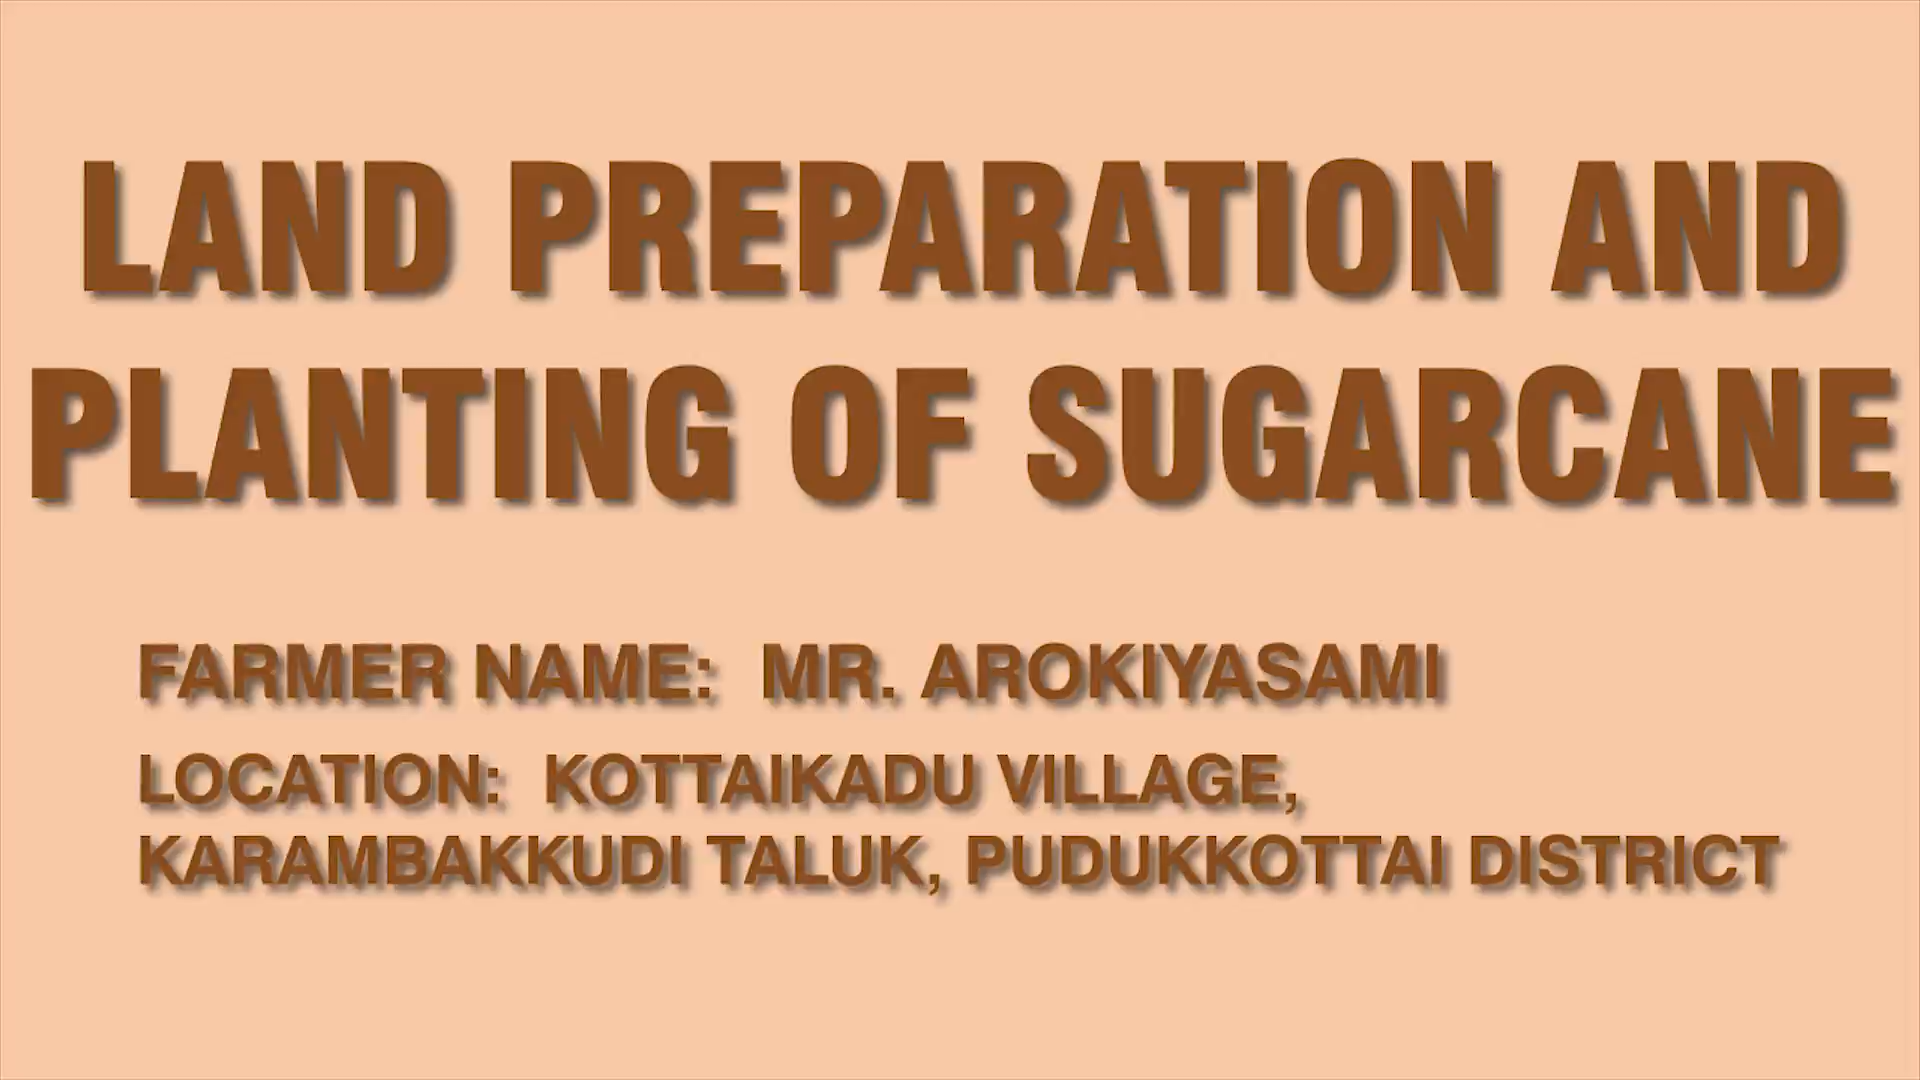 LAND PREPARATION AND
PLANTING OF SUGARCANE
FARMER NAME: MR. AROKIYASAMI
LOCATION: KOTTAIKADU VILLAGE,
KARAMBAKKUDI TALUK, PUDUKKOTTAI DISTRICT